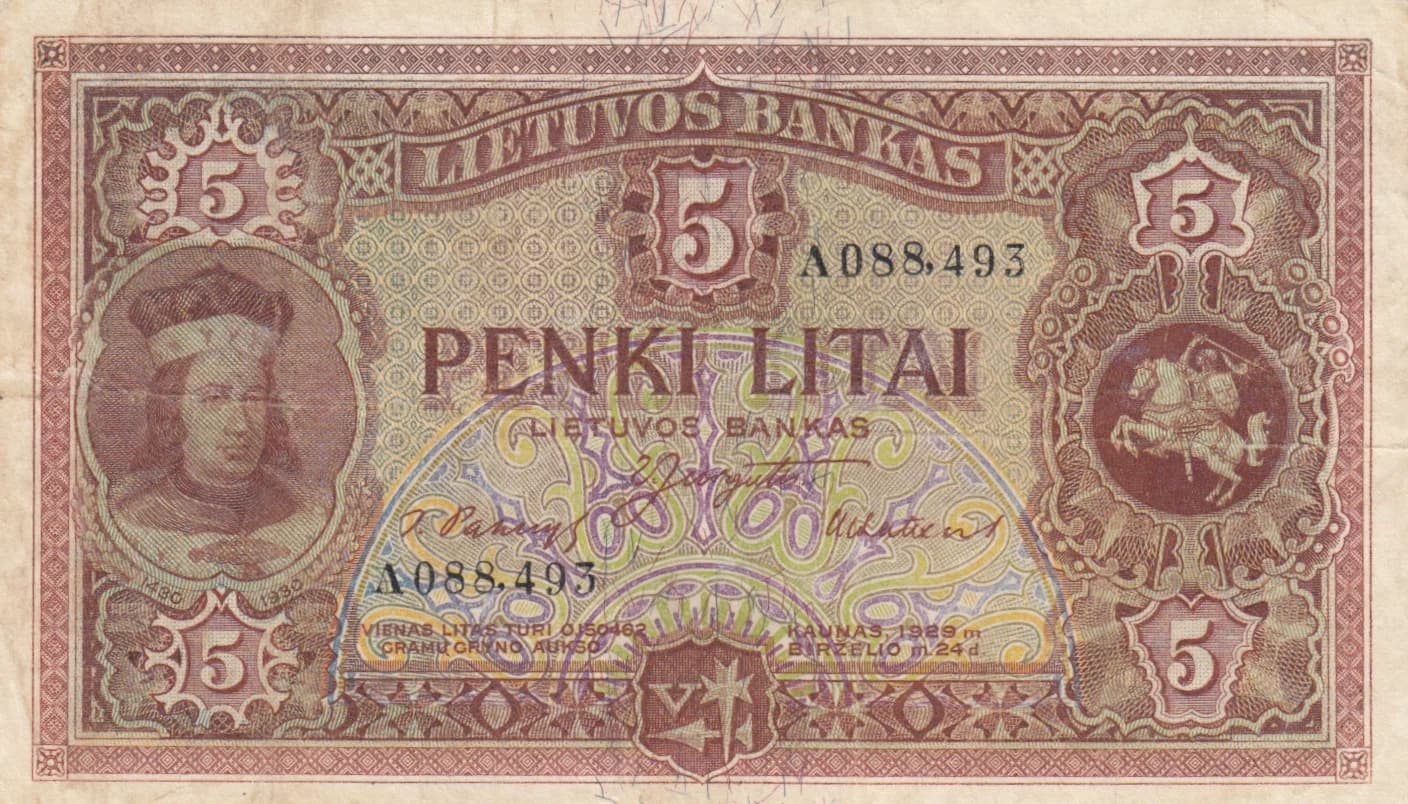 LIETUVOS BANKAS
5
5
5
A088,493
PENKI LITAI
LIETUVOS BANKAS
A088,493
1430 1930
VIENAS LITAS TURI 0,150462
GRAMŲ GRYNO AUKSO
KAUNAS, 1929 m
BIRŽELIO m. 24 d.
5
5